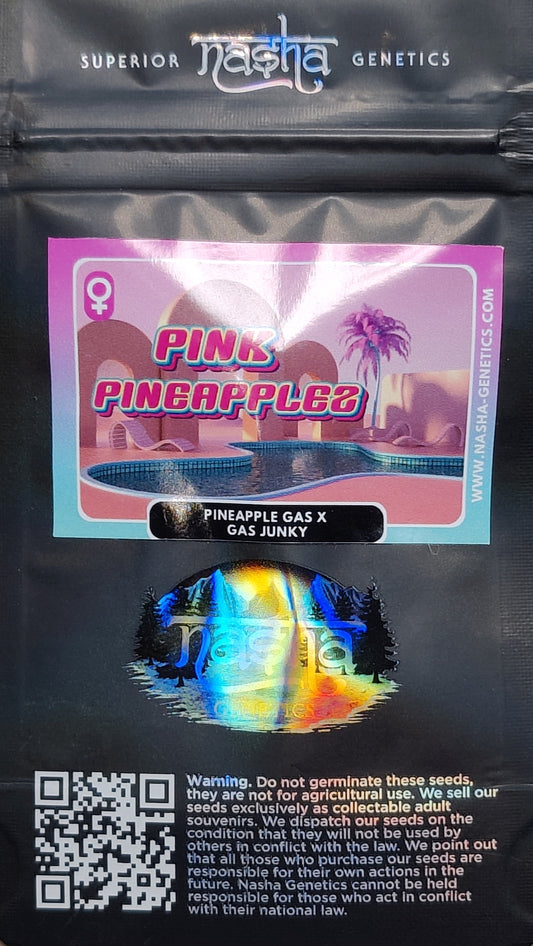 SUPERIOR nasha GENETICS
PINK
PINEAPPLEZ
WWW.NASHA-GENETICS.COM
PINEAPPLE GAS X
GAS JUNKY
nasha
GENETICS
Warning. Do not germinate these seeds,
they are not for agricultural use. We sell our
seeds exclusively as collectable adult
souvenirs. We dispatch our seeds on the
condition that they will not be used by
others in conflict with the law. We point out
that all those who purchase our seeds are
responsible for their own actions in the
future. Nasha Genetics cannot be held
responsible for those who act in conflict
with their national law.